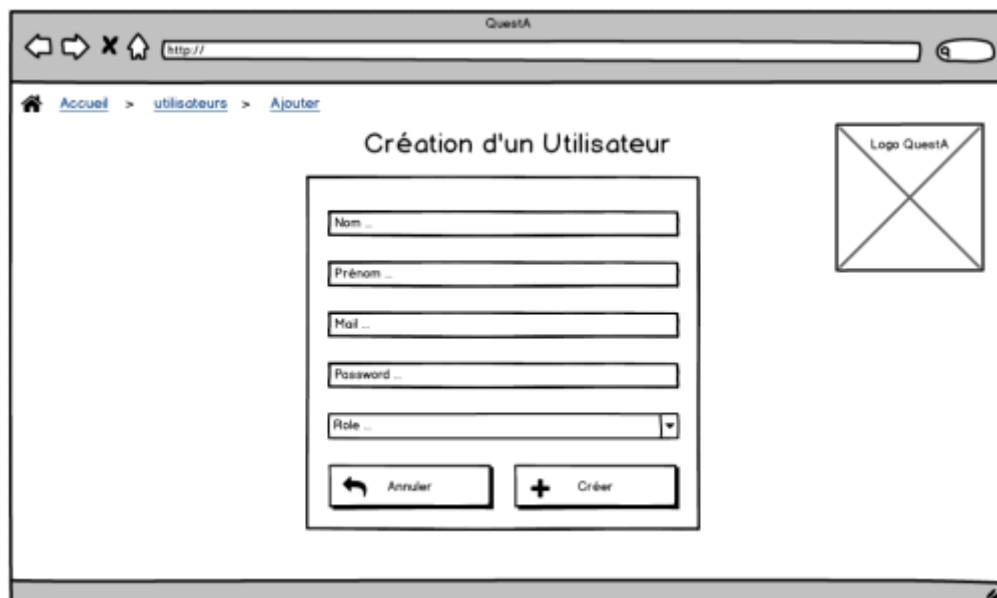 QuestA
http://
Accueil > utilisateurs > Ajouter
Création d'un Utilisateur
Logo QuestA
Nom ...
Prénom ...
Mail ...
Password ...
Role ...
Annuler
Créer